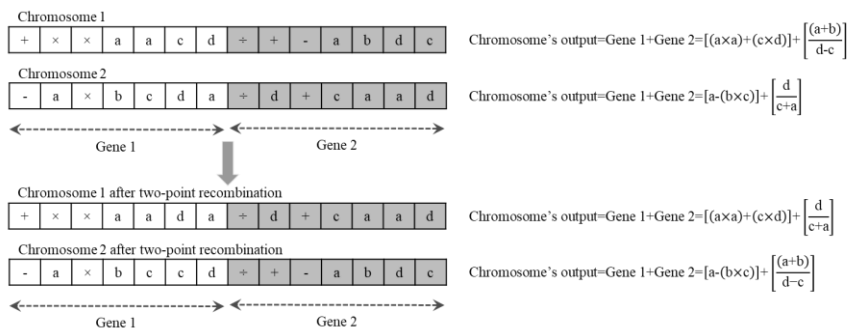 Chromosome 1
+ × × a a c d ÷ + - a b d c
Chromosome's output=Gene 1+Gene 2=[(a×a)+(c×d)]+[(a+b)/d-c]
Chromosome 2
- a × b c d a ÷ d + c a a d
Chromosome's output=Gene 1+Gene 2=[a-(b×c)]+[d/c+a]
Gene 1 Gene 2
Chromosome 1 after two-point recombination
+ × × a a d a ÷ d + c a a d
Chromosome's output=Gene 1+Gene 2=[(a×a)+(c×d)]+[d/c+a]
Chromosome 2 after two-point recombination
- a × b c c d ÷ + - a b d c
Chromosome's output=Gene 1+Gene 2=[a-(b×c)]+[(a+b)/d−c]
Gene 1 Gene 2